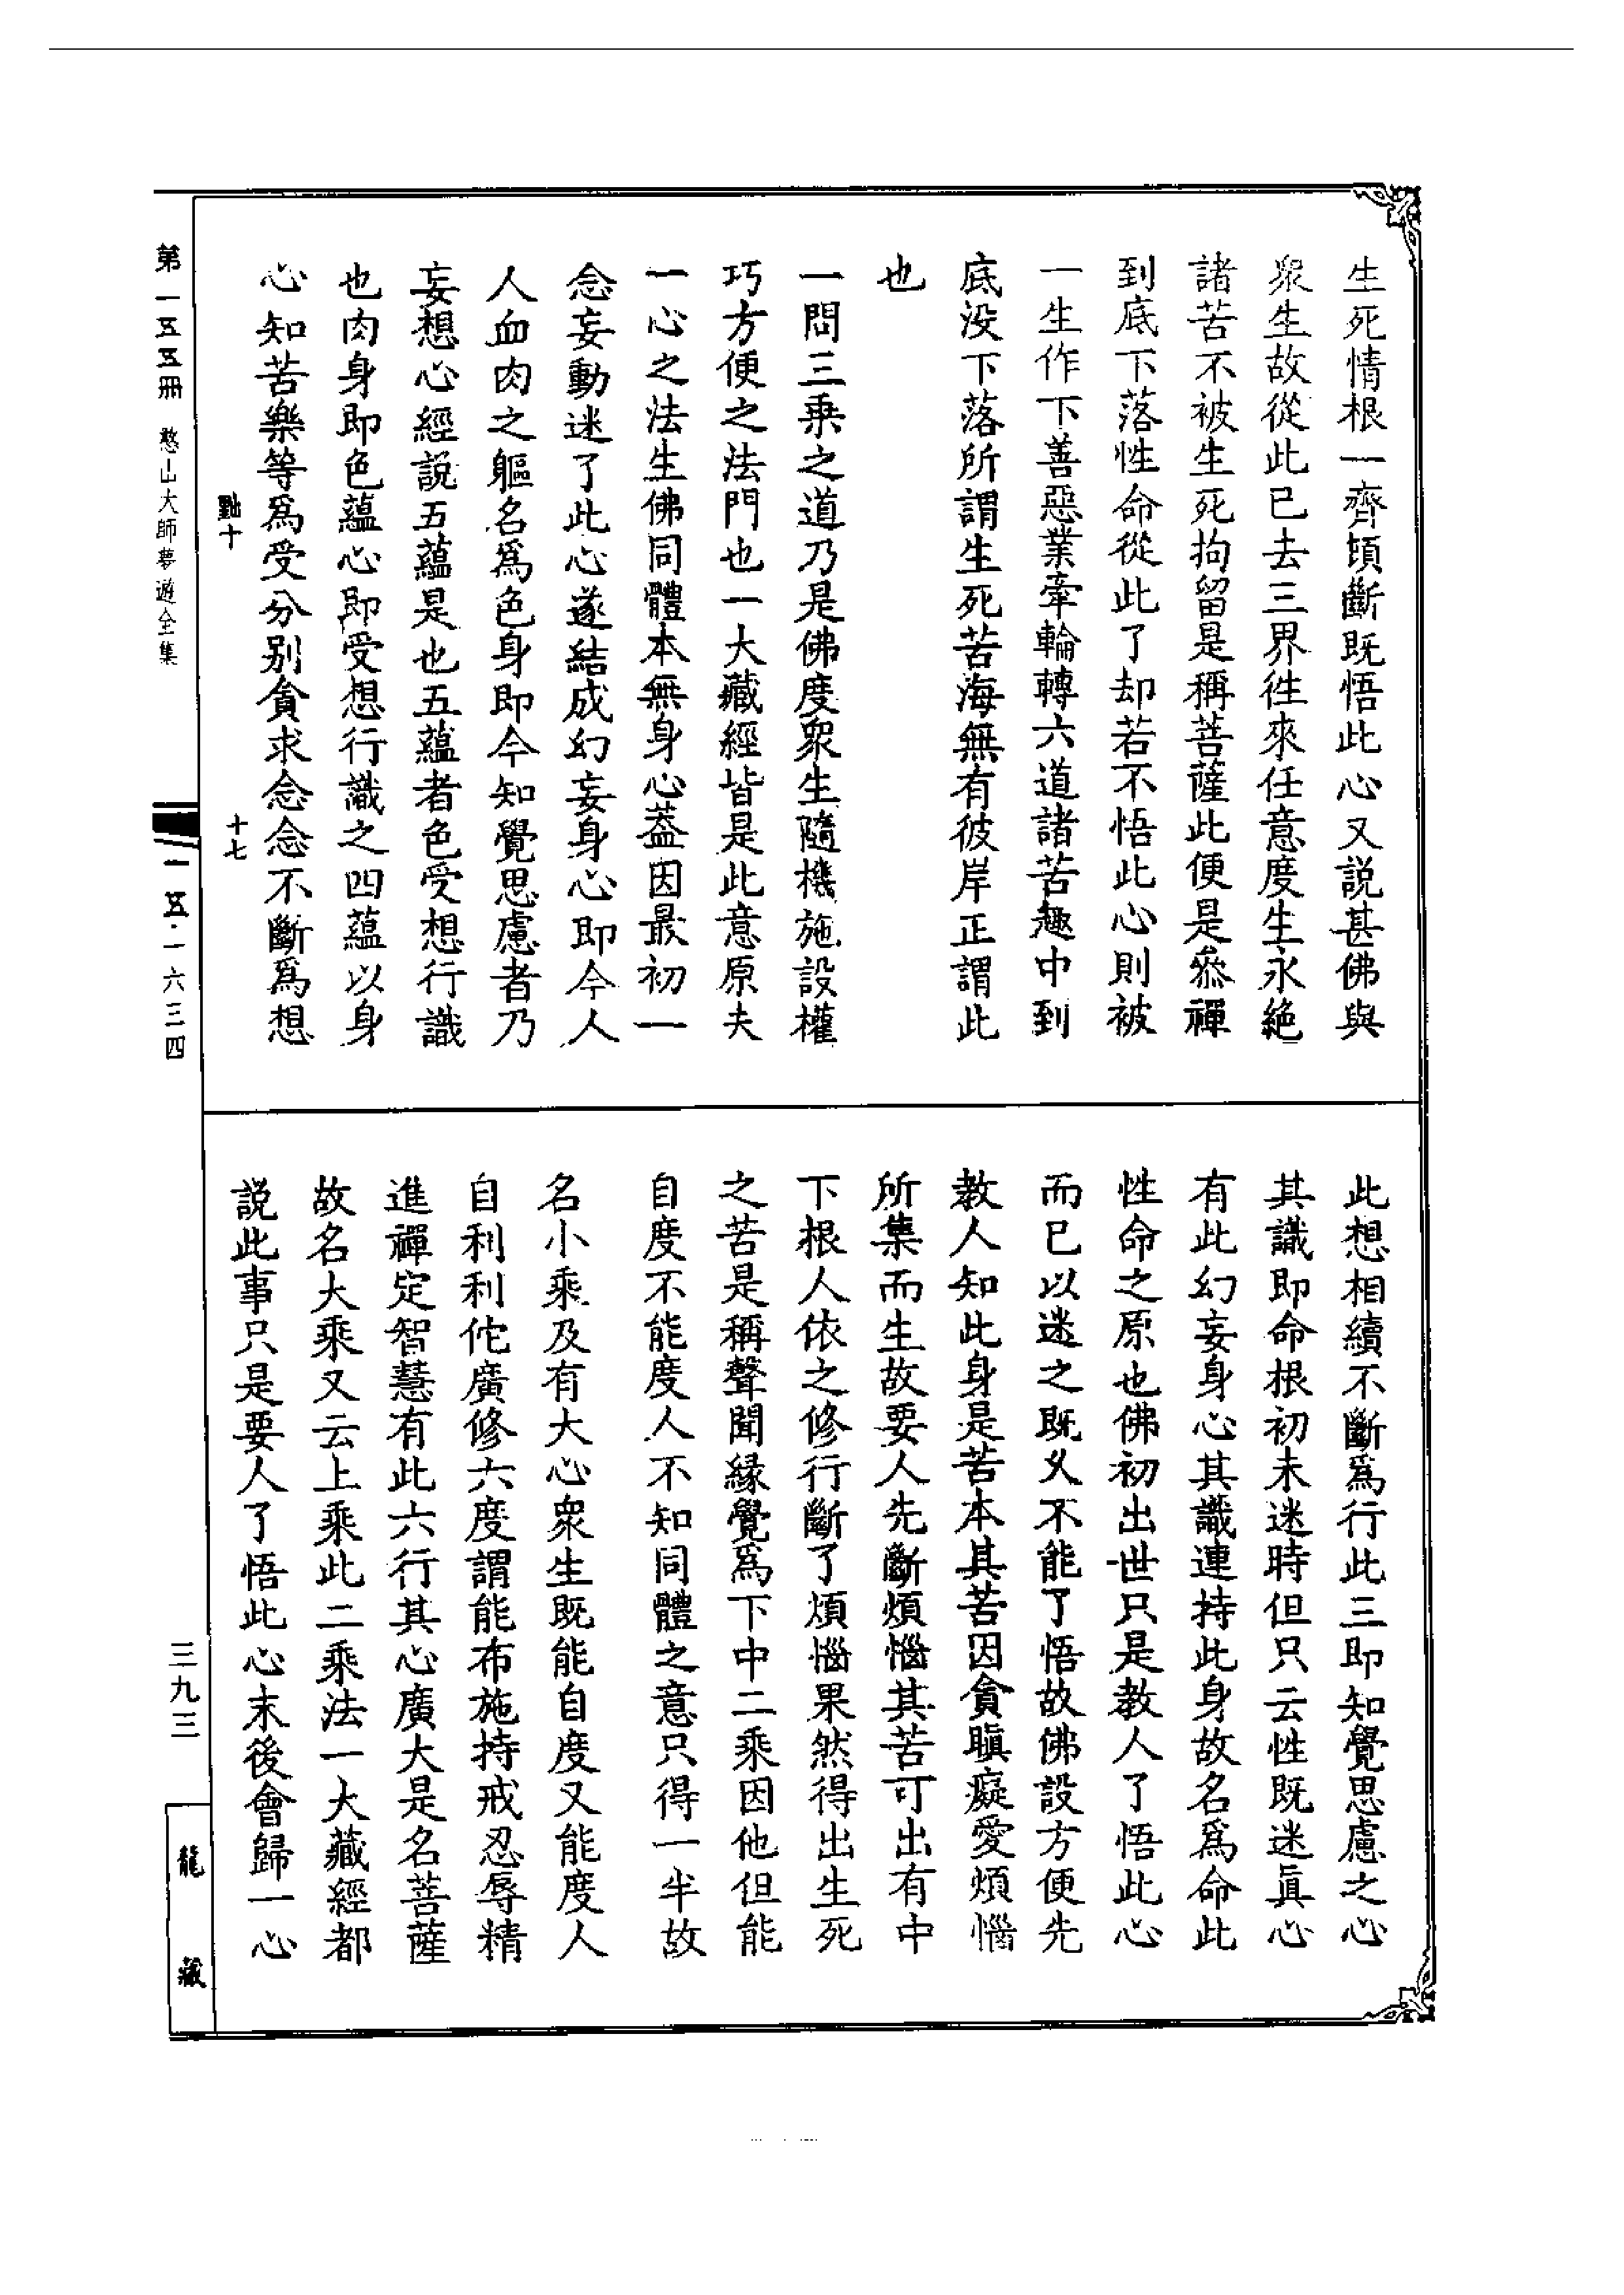 生死情根一齊頃斷既悟此心又說甚佛與
衆生故從此已去三界徃來任意度生永絶
諸苦不被生死拘留是稱菩薩此便是叅禪
到底下落性命從此了却若不悟此心則被
一生作下善惡業牽輪轉六道諸苦趣中到
底没下落所謂生死苦海無有彼岸正謂此
也
一問三乘之道乃是佛度衆生隨機施設權
巧方便之法門也一大藏經皆是此意原夫
一心之法生佛同體本無身心葢因最初一
念妄動迷了此心遂結成幻妄身心即今人
人血肉之軀名爲色身即今知覺思慮者乃
妄想心經說五蘊是也五蘊者色受想行識
也肉身即色蘊心即受想行識之四蘊以身
心知苦樂等爲受分别貪求念念不斷爲想
黝十
十七
此想相續不斷爲行此三即知覺思慮之心
其識即命根初未迷時但只云性既迷眞心
有此幻妄身心其識連持此身故名爲命此
性命之原也佛初出世只是教人了悟此心
而已以迷之既乆不能了悟故佛設方便先
教人知此身是苦本其苦因貪瞋癡愛煩惱
所集而生故要人先斷煩惱其苦可出有中
下根人依之修行斷了煩惱果然得出生死
之苦是稱聲聞緣覺爲下中二乘因他但能
自度不能度人不知同體之意只得一半故
名小乘及有大心衆生既能自度又能度人
自利利佗廣修六度謂能布施持戒忍辱精
進禪定智慧有此六行其心廣大是名菩薩
故名大乘又云上乘此二乘法一大藏經都
說此事只是要人了悟此心末後會歸一心
第一五五冊 憨山大師夢遊全集
一五·一六三四
三九三
龍藏